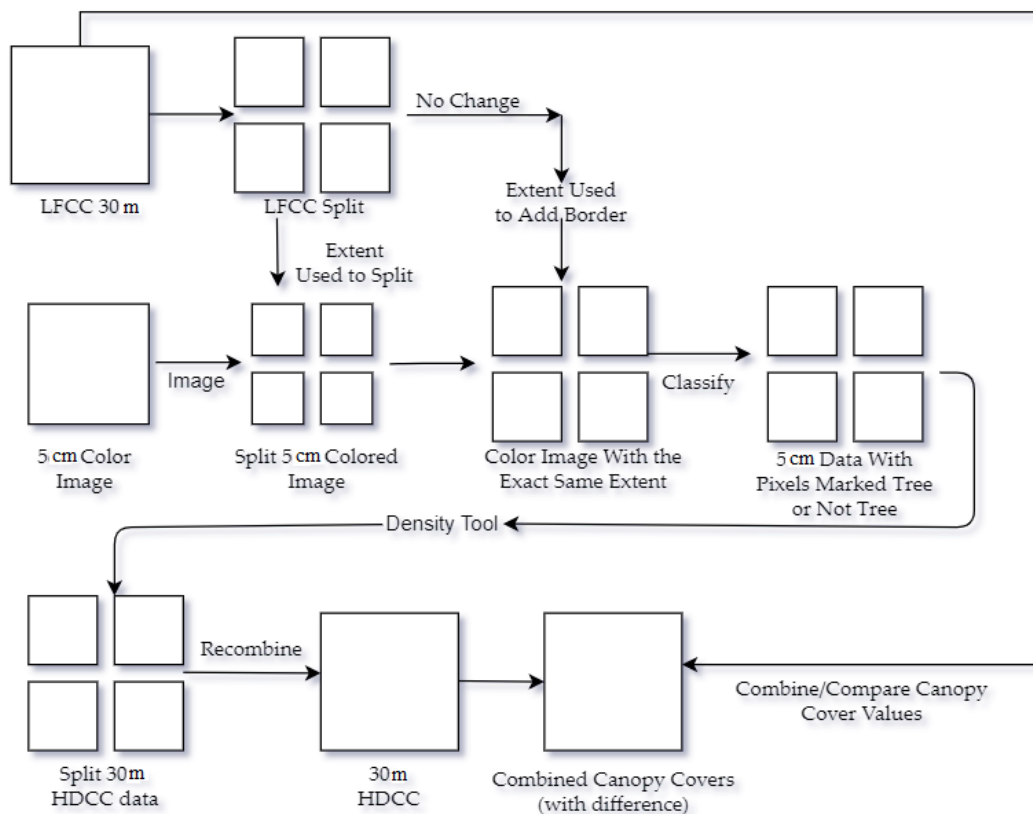 LFCC 30 m
LFCC Split
No Change
Extent Used
to Add Border
Extent
Used to Split
Image
Classify
5 cm Color
Image
Split 5 cm Colored
Image
Color Image With the
Exact Same Extent
5 cm Data With
Pixels Marked Tree
or Not Tree
Density Tool
Recombine
Combine/Compare Canopy
Cover Values
Split 30m
HDCC data
30m
HDCC
Combined Canopy Covers
(with difference)